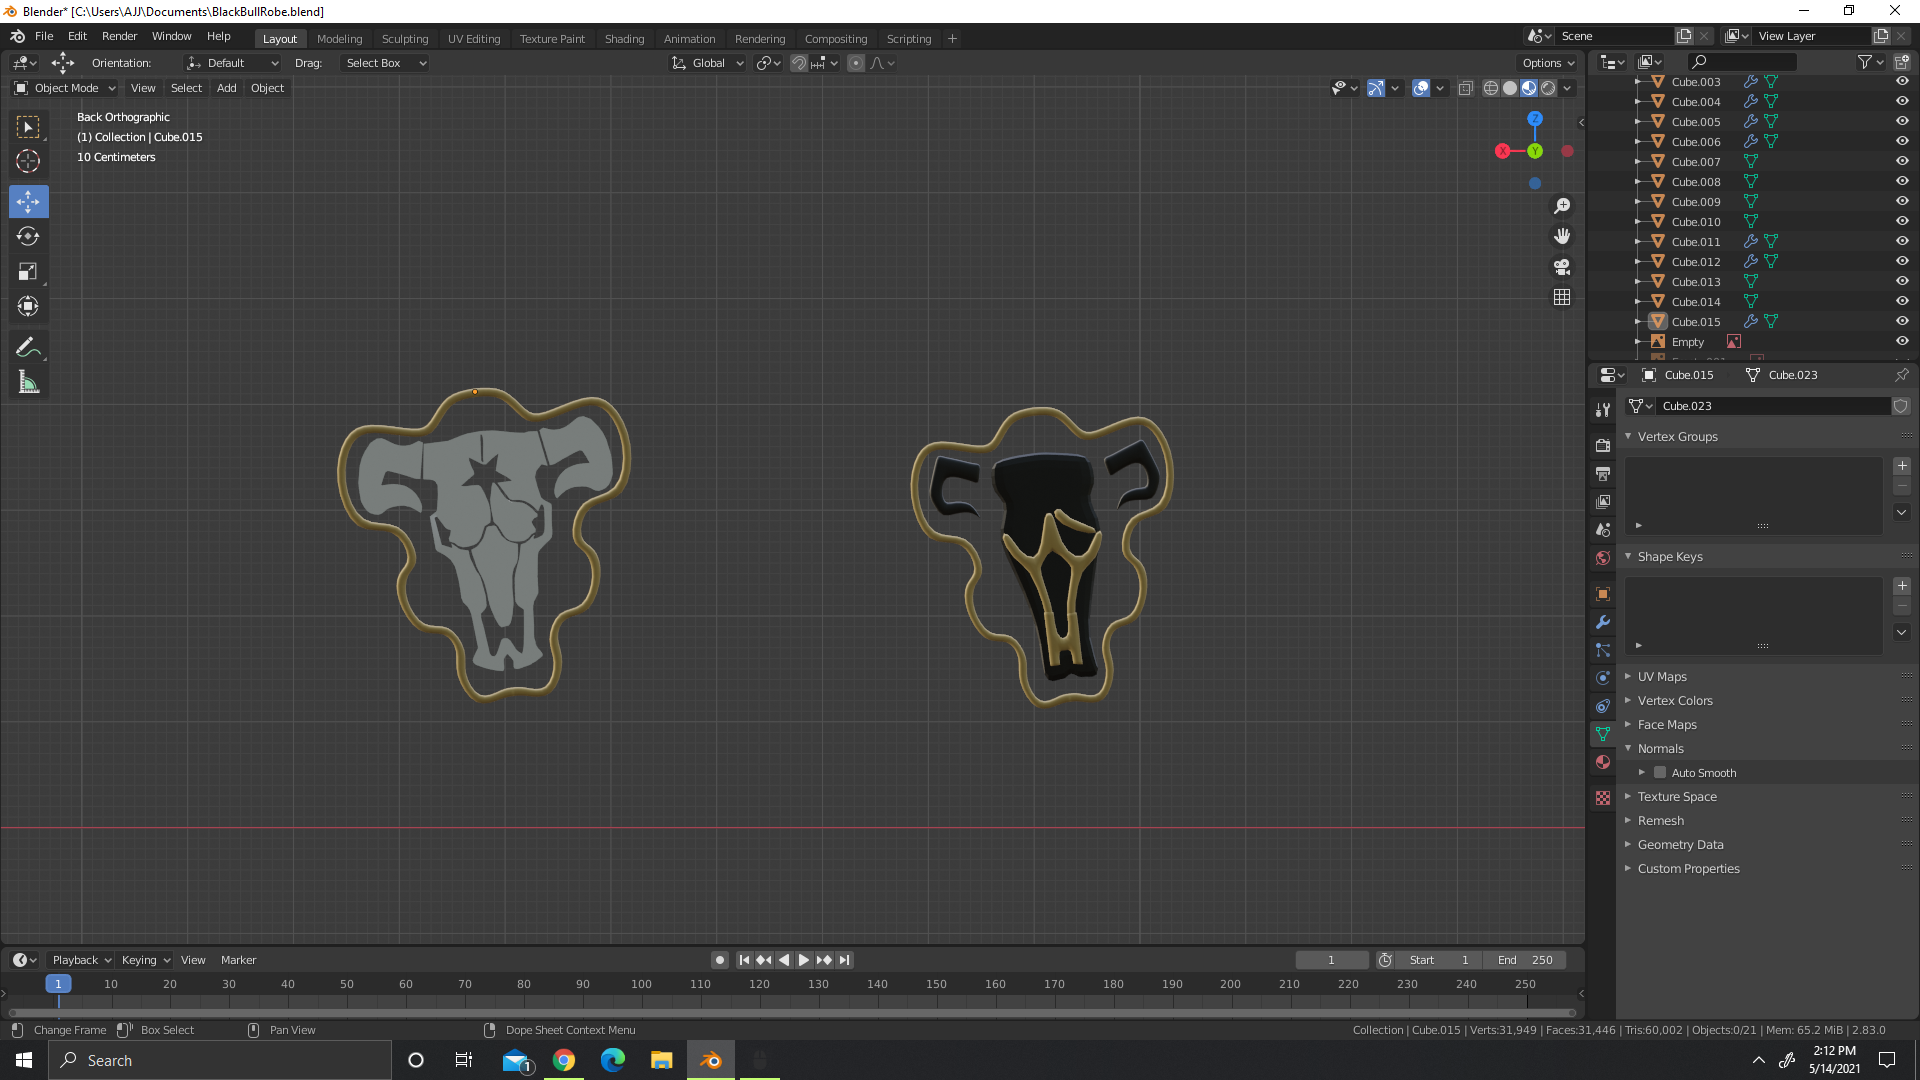 Blender* [C:\Users\AJJ\Documents\BlackBullRobe.blend]
File Edit Render Window Help Layout Modeling Sculpting UV Editing Texture Paint Shading Animation Rendering Compositing Scripting + Scene View Layer
Orientation: Default Drag: Select Box Global Options
Object Mode View Select Add Object
Back Orthographic
(1) Collection | Cube.015
10 Centimeters
Z
X Y
Cube.003
Cube.004
Cube.005
Cube.006
Cube.007
Cube.008
Cube.009
Cube.010
Cube.011
Cube.012
Cube.013
Cube.014
Cube.015
Empty
Empty.001
Cube.015 Cube.023
Cube.023
Vertex Groups
Shape Keys
UV Maps
Vertex Colors
Face Maps
Normals
Auto Smooth
Texture Space
Remesh
Geometry Data
Custom Properties
Playback Keying View Marker 1 Start 1 End 250
1 10 20 30 40 50 60 70 80 90 100 110 120 130 140 150 160 170 180 190 200 210 220 230 240 250
Change Frame Box Select Pan View Dope Sheet Context Menu Collection | Cube.015 | Verts:31,949 | Faces:31,446 | Tris:60,002 | Objects:0/21 | Mem: 65.2 MiB | 2.83.0
Search 1 2:12 PM
5/14/2021